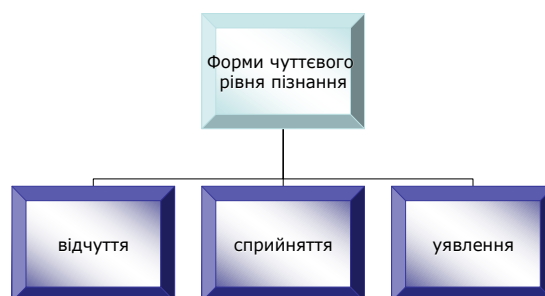 Форми чуттєвого
рівня пізнання
відчуття
сприйняття
уявлення